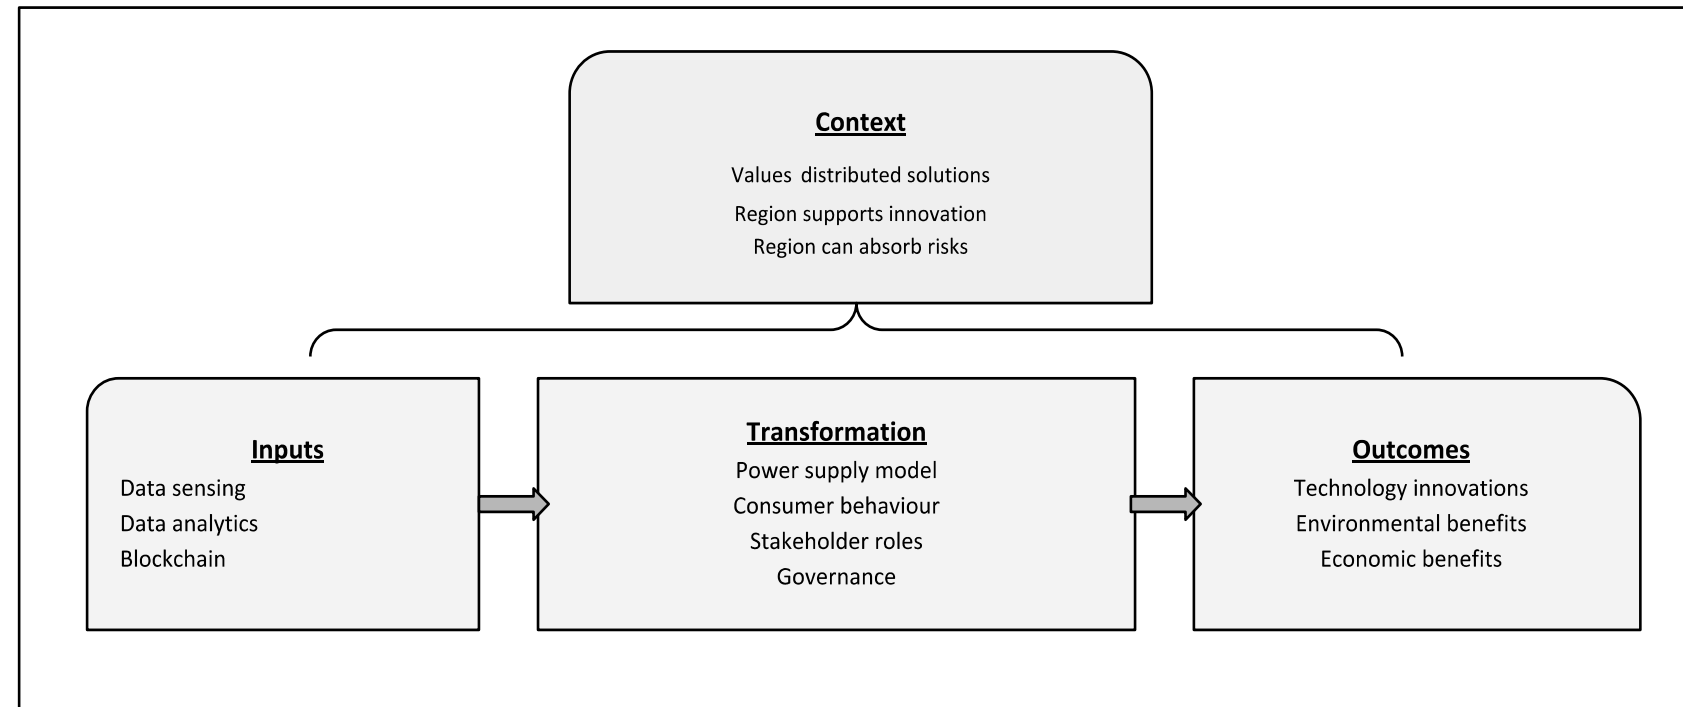 Context
Values distributed solutions
Region supports innovation
Region can absorb risks
Inputs
Data sensing
Data analytics
Blockchain
Transformation
Power supply model
Consumer behaviour
Stakeholder roles
Governance
Outcomes
Technology innovations
Environmental benefits
Economic benefits